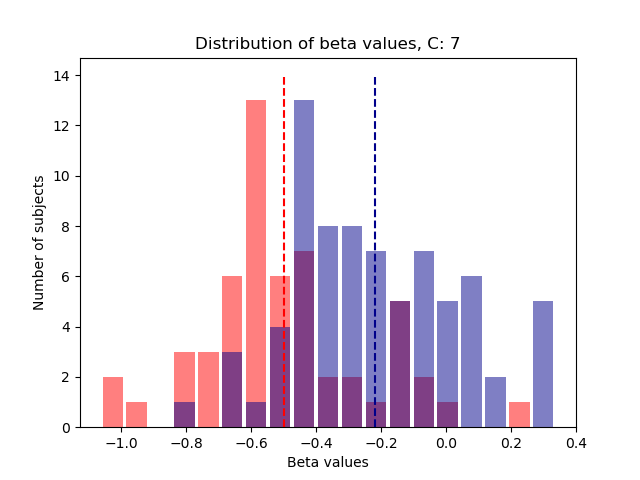 Distribution of beta values, C: 7
Number of subjects
14
12
10
8
6
4
2
0
−1.0 −0.8 −0.6 −0.4 −0.2 0.0 0.2 0.4
Beta values